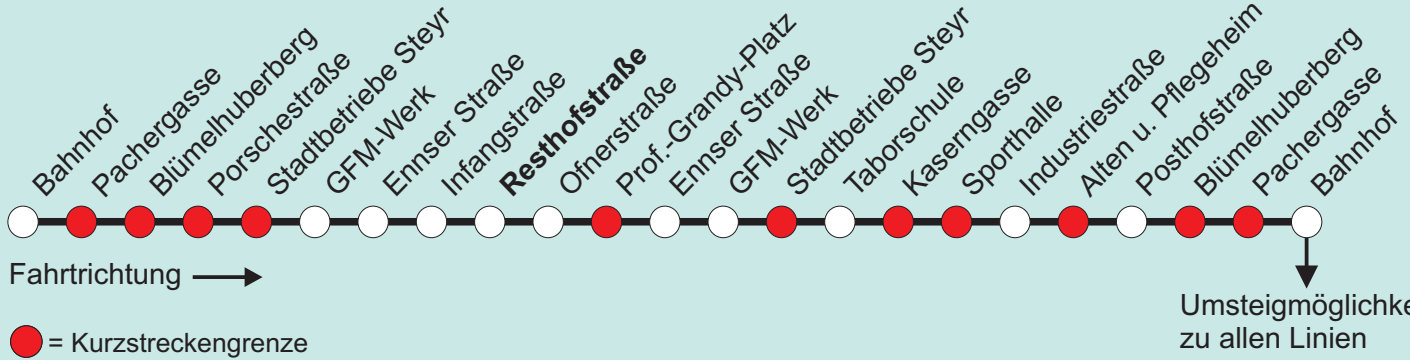 Bahnhof
Pachergasse
Blümelhuberberg
Porschestraße
Stadtbetriebe Steyr
GFM-Werk
Ennser Straße
Infangstraße
Resthofstraße
Ofnerstraße
Prof.-Grandy-Platz
Ennser Straße
GFM-Werk
Stadtbetriebe Steyr
Taborschule
Kaserngasse
Sporthalle
Industriestraße
Alten u. Pflegeheim
Posthofstraße
Blümelhuberberg
Pachergasse
Bahnhof
Fahrtrichtung
Umsteigmöglichke
zu allen Linien
= Kurzstreckengrenze